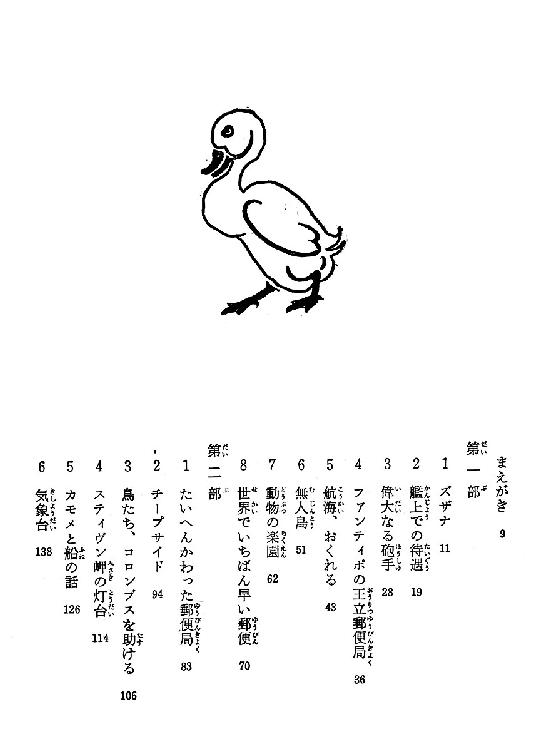 まえがき 9
第一部
1 ズザナ 11
2 艦上での待遇 19
3 偉大なる砲手 28
4 ファンティポの王立郵便局 36
5 航海、おくれる 43
6 無人島 51
7 動物の楽園 62
8 世界でいちばん早い郵便 70
第二部
1 たいへんかわった郵便局 83
2 チープサイド 94
3 鳥たち、コロンブスを助ける 106
4 スティヴン岬の灯台 114
5 カモメと船の話 126
6 気象台 138